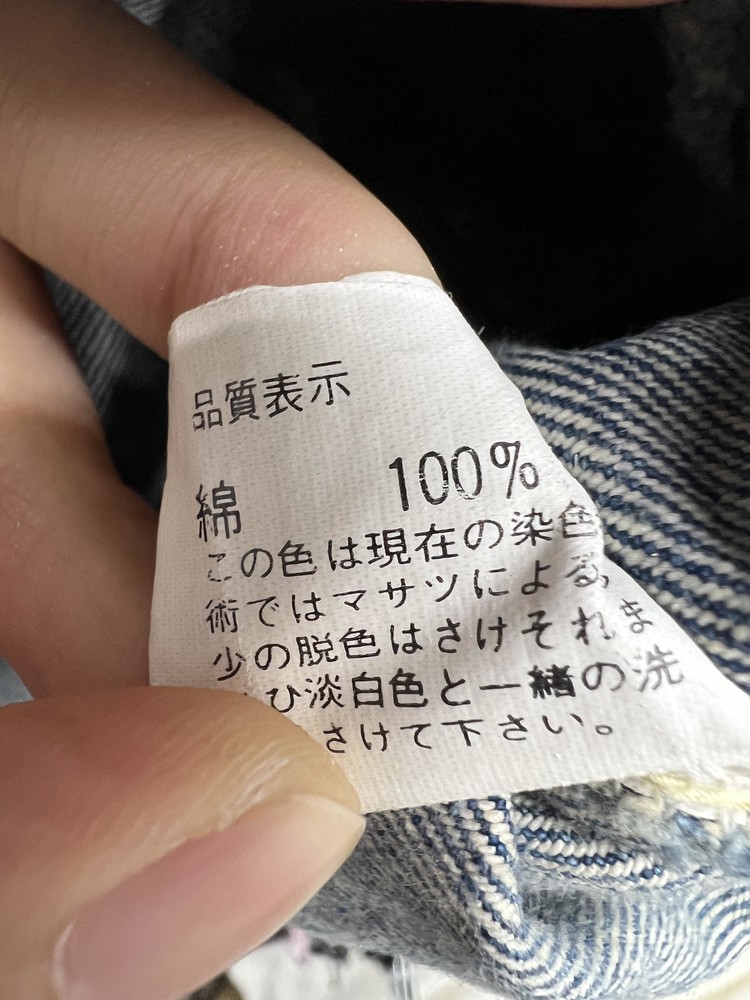 品質表示
綿 100%
この色は現在の染色
術ではマサツによる
少の脱色はさけそれま
ひ淡白色と一緒の洗
さけて下さい。